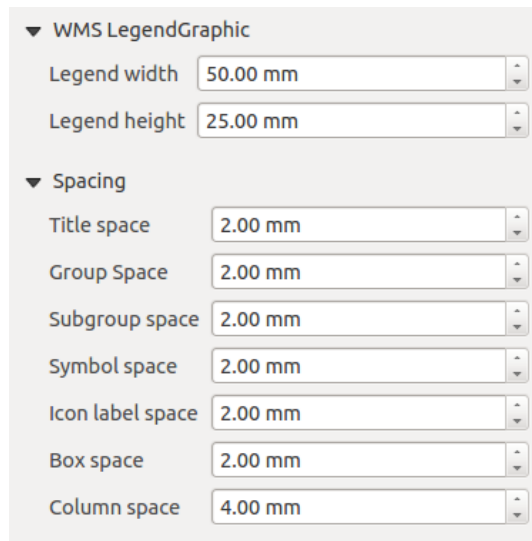 WMS LegendGraphic
Legend width 50.00 mm
Legend height 25.00 mm
Spacing
Title space 2.00 mm
Group Space 2.00 mm
Subgroup space 2.00 mm
Symbol space 2.00 mm
Icon label space 2.00 mm
Box space 2.00 mm
Column space 4.00 mm